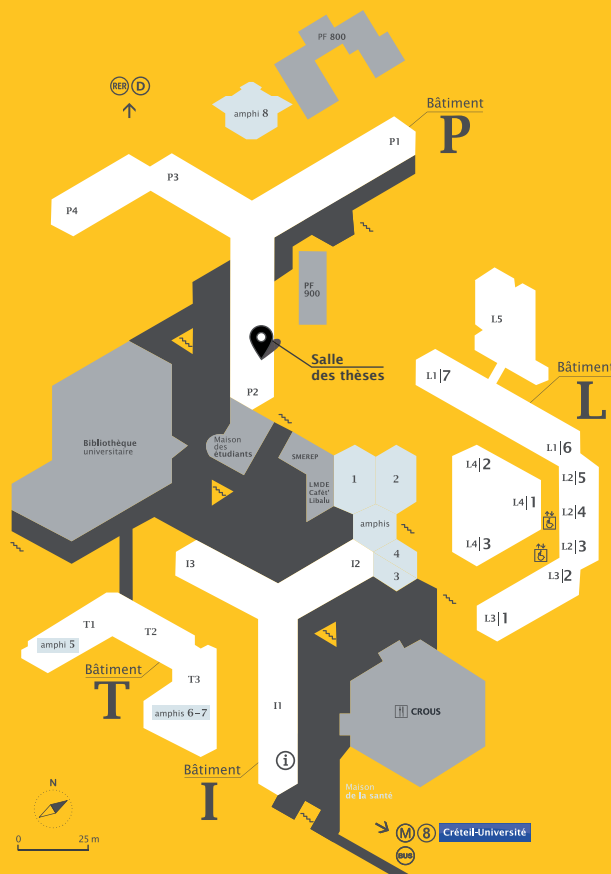 PF 800
RER D
amphi 8
Bâtiment
P
P1
P3
P4
PF
900
L5
Salle
des thèses
L1|7
Bâtiment
L
P2
Bibliothèque
universitaire
Maison
des
étudiants
SMEREP
LMDE
Cafét'
Libalu
1
2
amphis
4
3
L1|6
L4|2
L2|5
L4|1
L2|4
L4|3
L2|3
L3|2
L3|1
I3
I2
T1
T2
amphi 5
T3
Bâtiment
T
amphis 6–7
I1
i
CROUS
Bâtiment
I
Maison
de la santé
N
0 25 m
M 8 Créteil-Université
BUS